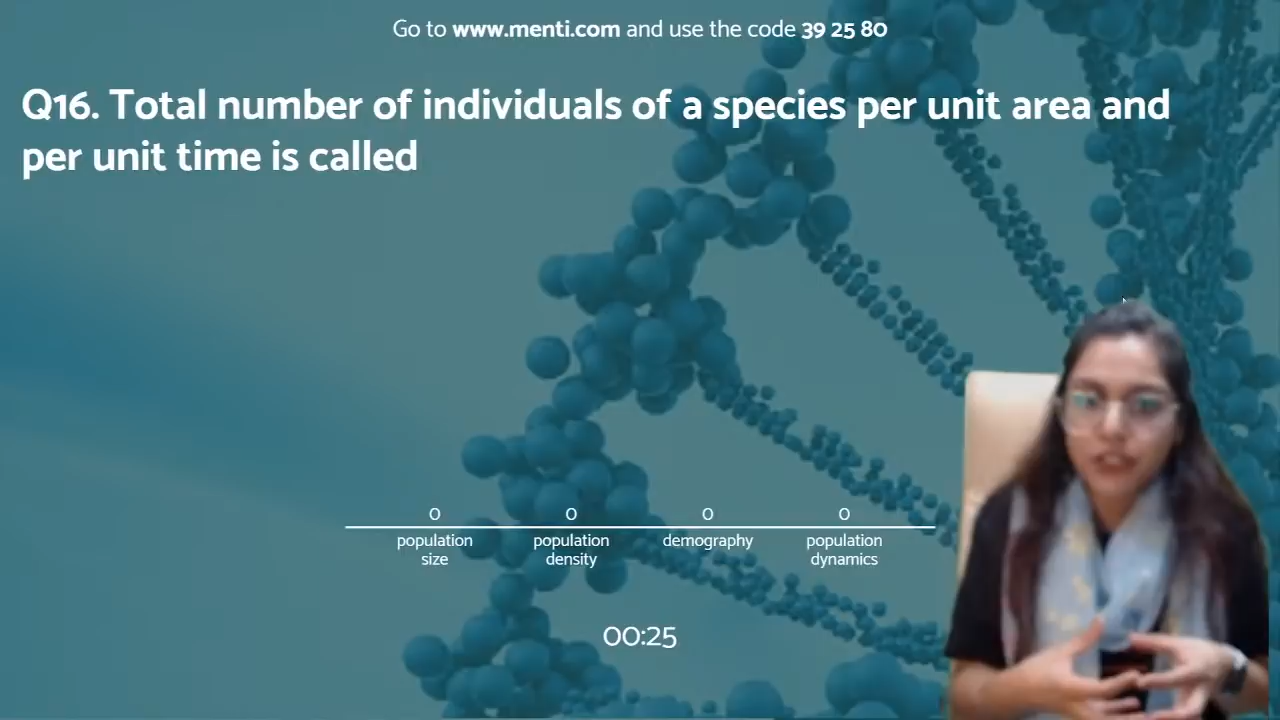 Go to www.menti.com and use the code 39 25 80
Q16. Total number of individuals of a species per unit area and
per unit time is called
0 0 0 0
population population demography population
size density dynamics
00:25